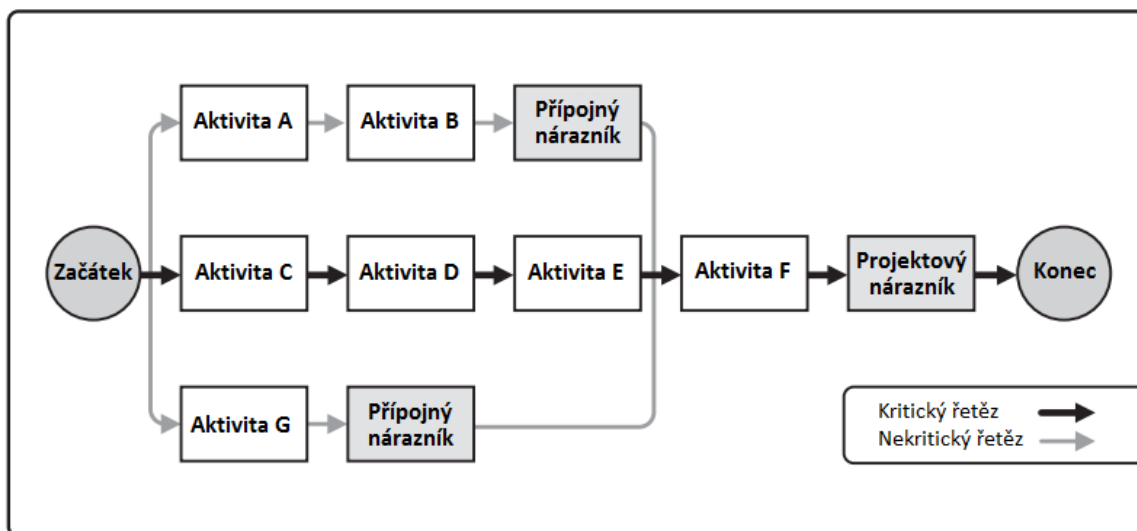 Aktivita A
Aktivita B
Přípojný
nárazník
Začátek
Aktivita C
Aktivita D
Aktivita E
Aktivita F
Projektový
nárazník
Konec
Aktivita G
Přípojný
nárazník
Kritický řetěz
Nekritický řetěz